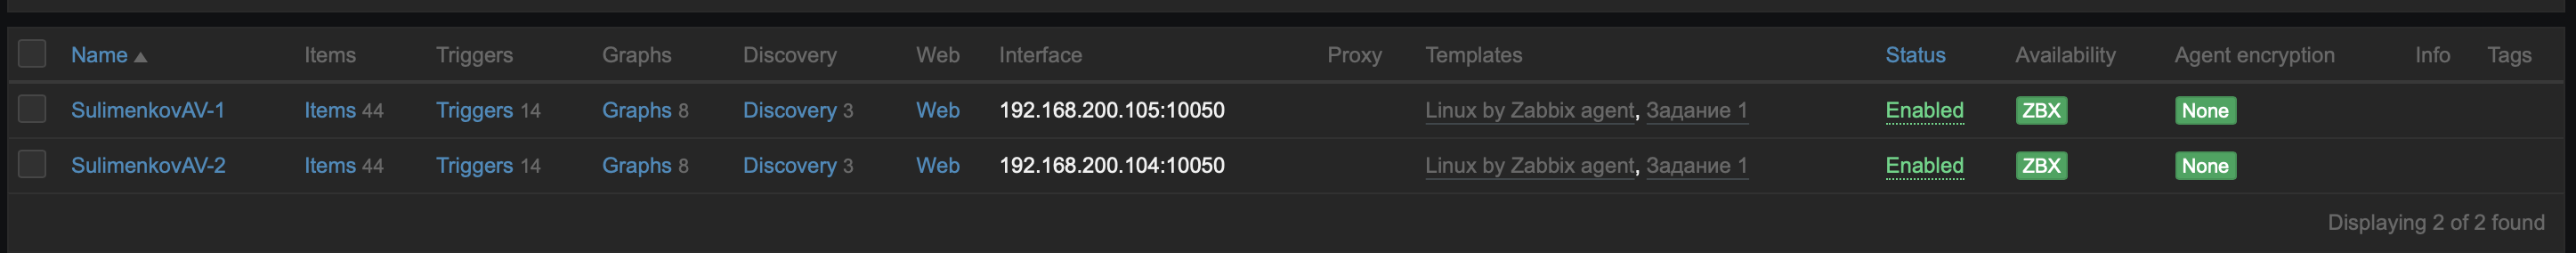 Name ▲ Items Triggers Graphs Discovery Web Interface Proxy Templates Status Availability Agent encryption Info Tags
SulimenkovAV-1 Items 44 Triggers 14 Graphs 8 Discovery 3 Web 192.168.200.105:10050 Linux by Zabbix agent, Задание 1 Enabled ZBX None
SulimenkovAV-2 Items 44 Triggers 14 Graphs 8 Discovery 3 Web 192.168.200.104:10050 Linux by Zabbix agent, Задание 1 Enabled ZBX None
Displaying 2 of 2 found